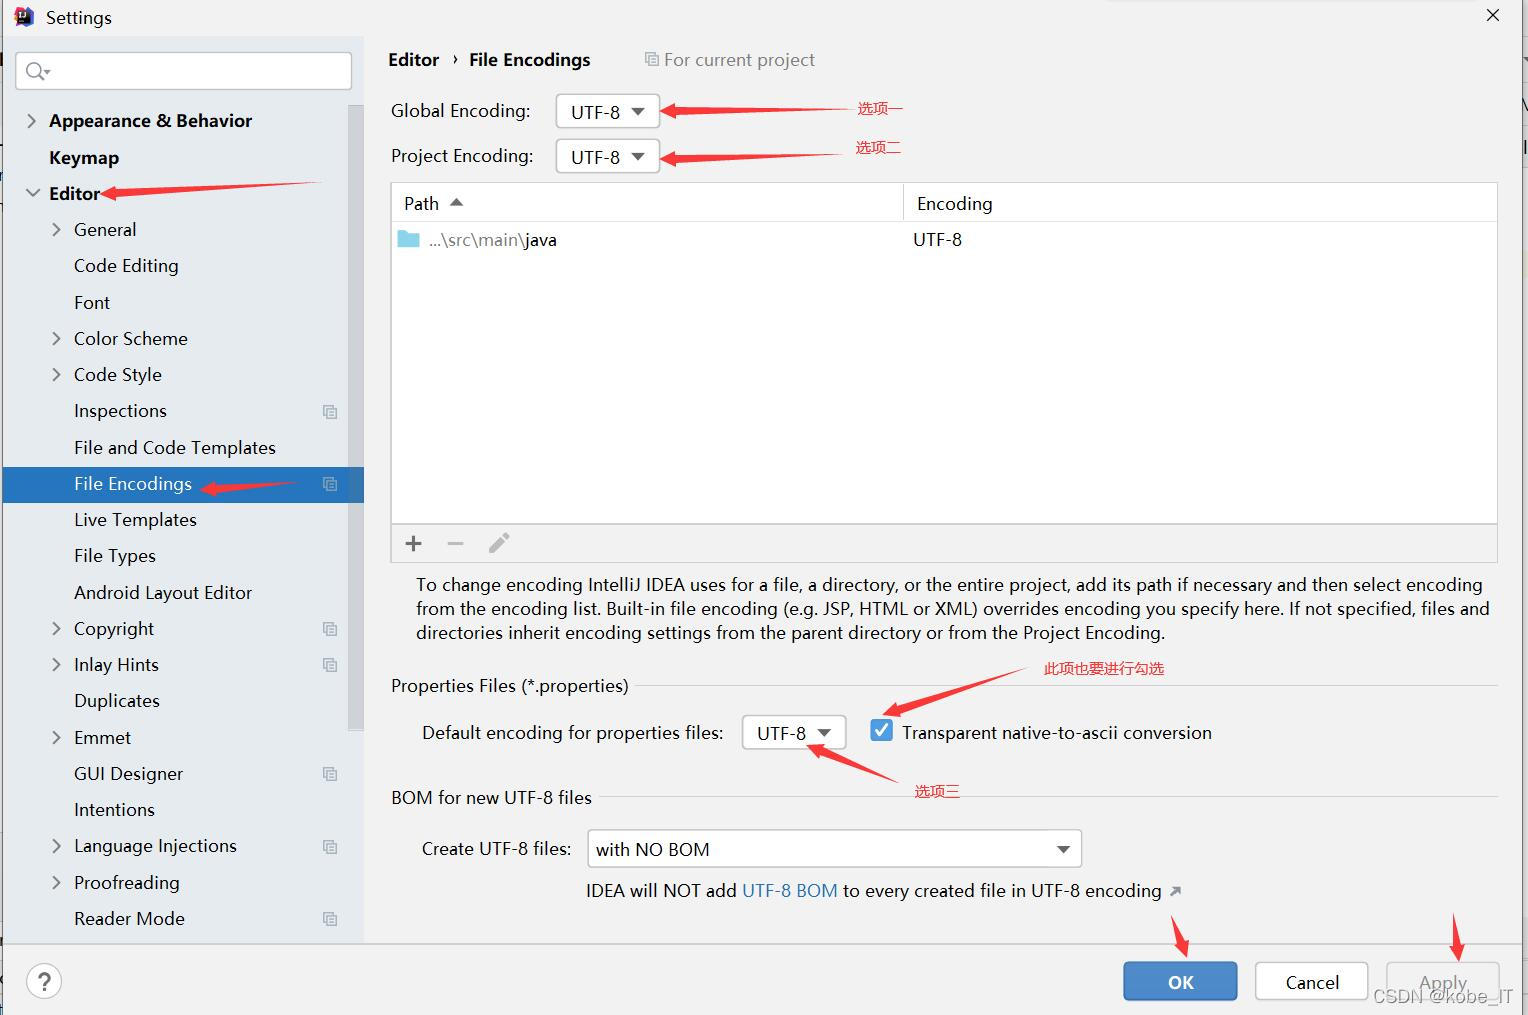 Settings
Editor › File Encodings
For current project
Appearance & Behavior
Keymap
Editor
General
Code Editing
Font
Color Scheme
Code Style
Inspections
File and Code Templates
File Encodings
Live Templates
File Types
Android Layout Editor
Copyright
Inlay Hints
Duplicates
Emmet
GUI Designer
Intentions
Language Injections
Proofreading
Reader Mode
Global Encoding: UTF-8
选项一
Project Encoding: UTF-8
选项二
Path Encoding
...\src\main\java UTF-8
To change encoding IntelliJ IDEA uses for a file, a directory, or the entire project, add its path if necessary and then select encoding
from the encoding list. Built-in file encoding (e.g. JSP, HTML or XML) overrides encoding you specify here. If not specified, files and
directories inherit encoding settings from the parent directory or from the Project Encoding.
此项也要进行勾选
Properties Files (*.properties)
Default encoding for properties files: UTF-8 Transparent native-to-ascii conversion
选项三
BOM for new UTF-8 files
Create UTF-8 files: with NO BOM
IDEA will NOT add UTF-8 BOM to every created file in UTF-8 encoding
? OK Cancel Apply
CSDN @kobe_IT